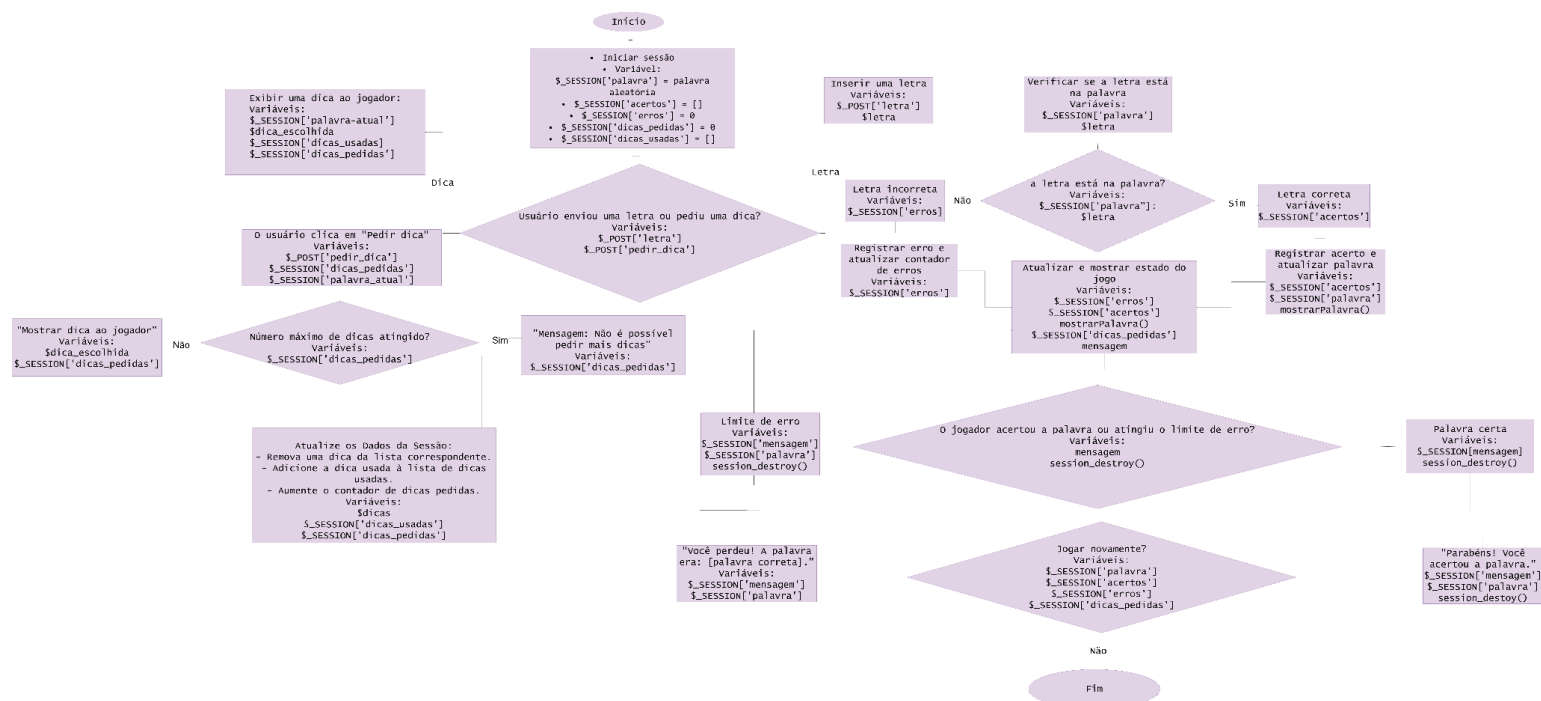 Início
• Iniciar sessão
• Variável:
$_SESSION['palavra'] = palavra
aleatória
• $_SESSION['acertos'] = []
• $_SESSION['erros'] = 0
• $_SESSION['dicas_pedidas'] = 0
• $_SESSION['dicas_usadas'] = []
Exibir uma dica ao jogador:
Variáveis:
$_SESSION['palavra-atual']
$dica_escolhida
$_SESSION['dicas_usadas]
$_SESSION['dicas_pedidas']
Inserir uma letra
Variáveis:
$_POST['letra']
$letra
Verificar se a letra está
na palavra
Variáveis:
$_SESSION['palavra']
$letra
Dica
Letra
Usuário enviou uma letra ou pediu uma dica?
Variáveis:
$_POST['letra']
$_POST['pedir_dica']
Letra incorreta
Variáveis:
$_SESSION['erros]
Não
a letra está na palavra?
Variáveis:
$_SESSION['palavra"]:
$letra
Sim
Letra correta
Variáveis:
$_SESSION['acertos']
O usuário clica em "Pedir dica"
Variáveis:
$_POST['pedir_dica']
$_SESSION['dicas_pedidas']
$_SESSION['palavra_atual']
Registrar erro e
atualizar contador
de erros
Variáveis:
$_SESSION['erros']
Atualizar e mostrar estado do
jogo
Variáveis:
$_SESSION['erros']
$_SESSION['acertos']
mostrarPalavra()
$_SESSION['dicas_pedidas']
mensagem
Registrar acerto e
atualizar palavra
Variáveis:
$_SESSION['acertos']
$_SESSION['palavra']
mostrarPalavra()
"Mostrar dica ao jogador"
Variáveis:
$dica_escolhida
$_SESSION['dicas_pedidas']
Não
Número máximo de dicas atingido?
Variáveis:
$_SESSION['dicas_pedidas']
Sim
"Mensagem: Não é possível
pedir mais dicas"
Variáveis:
$_SESSION['dicas_pedidas']
Atualize os Dados da Sessão:
- Remova uma dica da lista correspondente.
- Adicione a dica usada à lista de dicas
usadas.
- Aumente o contador de dicas pedidas.
Variáveis:
$dicas
$_SESSION['dicas_usadas']
$_SESSION['dicas_pedidas']
Limite de erro
Variáveis:
$_SESSION['mensagem']
$_SESSION['palavra']
session_destroy()
O jogador acertou a palavra ou atingiu o limite de erro?
Variáveis:
mensagem
session_destroy()
Palavra certa
Variáveis:
$_SESSION[mensagem]
session_destroy()
"Você perdeu! A palavra
era: [palavra correta]."
Variáveis:
$_SESSION['mensagem']
$_SESSION['palavra']
Jogar novamente?
Variáveis:
$_SESSION['palavra']
$_SESSION['acertos']
$_SESSION['erros']
$_SESSION['dicas_pedidas']
"Parabéns! Você
acertou a palavra."
$_SESSION['mensagem']
$_SESSION['palavra']
session_destoy()
Não
Fim